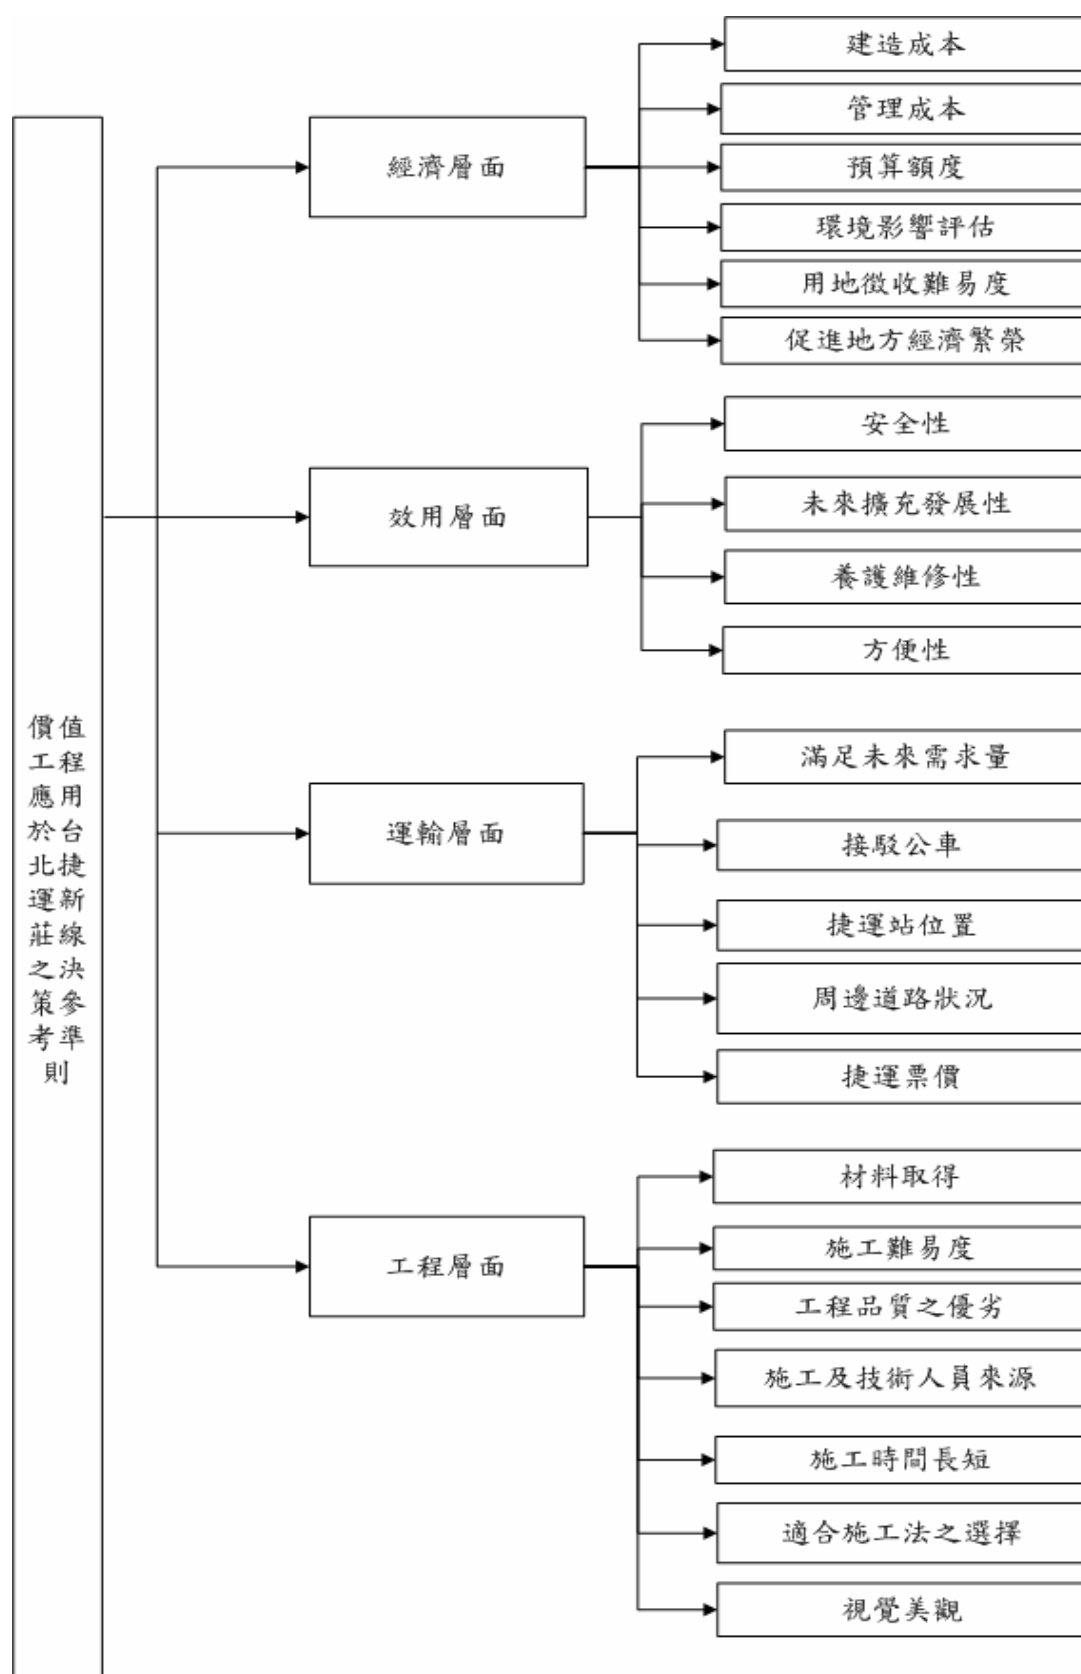 價值
工程
應用
於台
北捷
運新
莊線
之決
策參
考準
則
經濟層面
建造成本
管理成本
預算額度
環境影響評估
用地徵收難易度
促進地方經濟繁榮
效用層面
安全性
未來擴充發展性
養護維修性
方便性
運輸層面
滿足未來需求量
接駁公車
捷運站位置
周邊道路狀況
捷運票價
工程層面
材料取得
施工難易度
工程品質之優劣
施工及技術人員來源
施工時間長短
適合施工法之選擇
視覺美觀